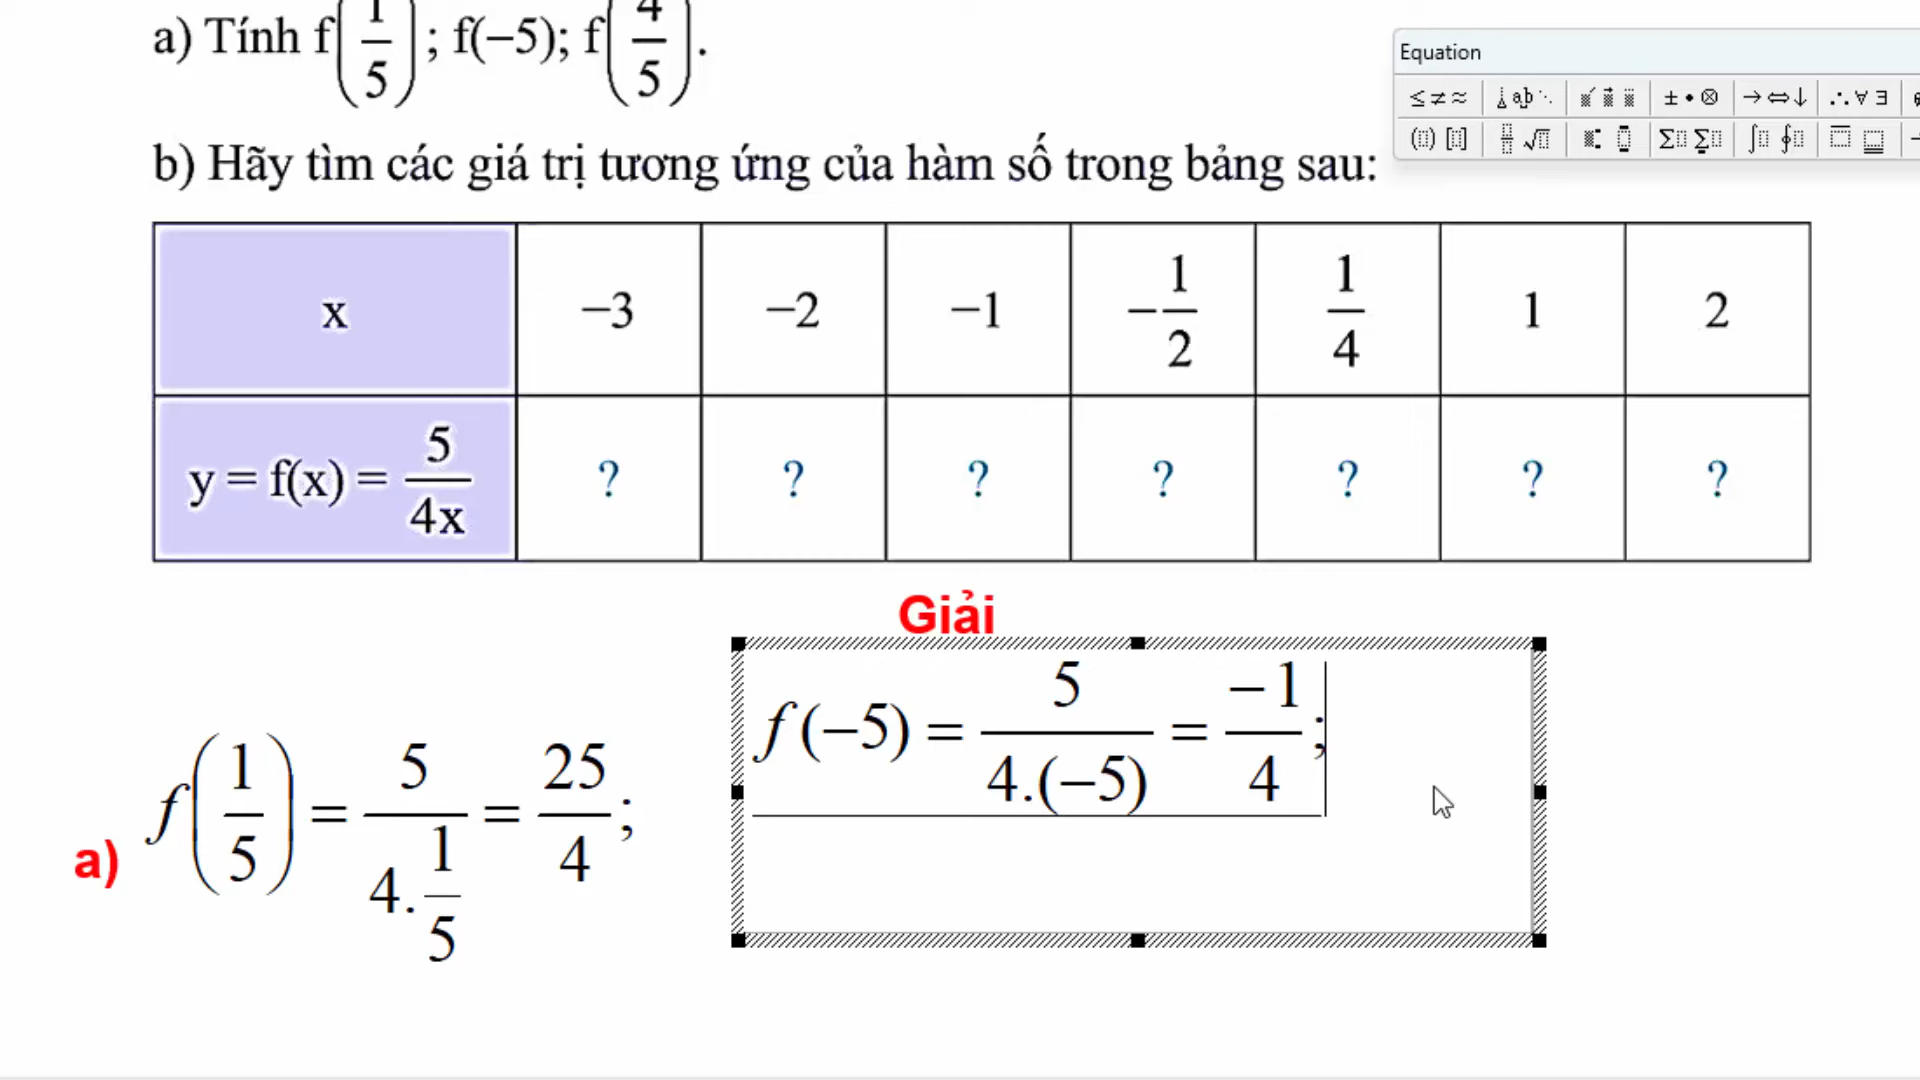 a) Tính f(1/5); f(−5); f(4/5).
Equation
b) Hãy tìm các giá trị tương ứng của hàm số trong bảng sau:
x −3 −2 −1 −1/2 1/4 1 2
y = f(x) = 5/4x ? ? ? ? ? ? ?
Giải
a) f(1/5) = 5/(4.1/5) = 25/4; f(−5) = 5/(4.(−5)) = −1/4;